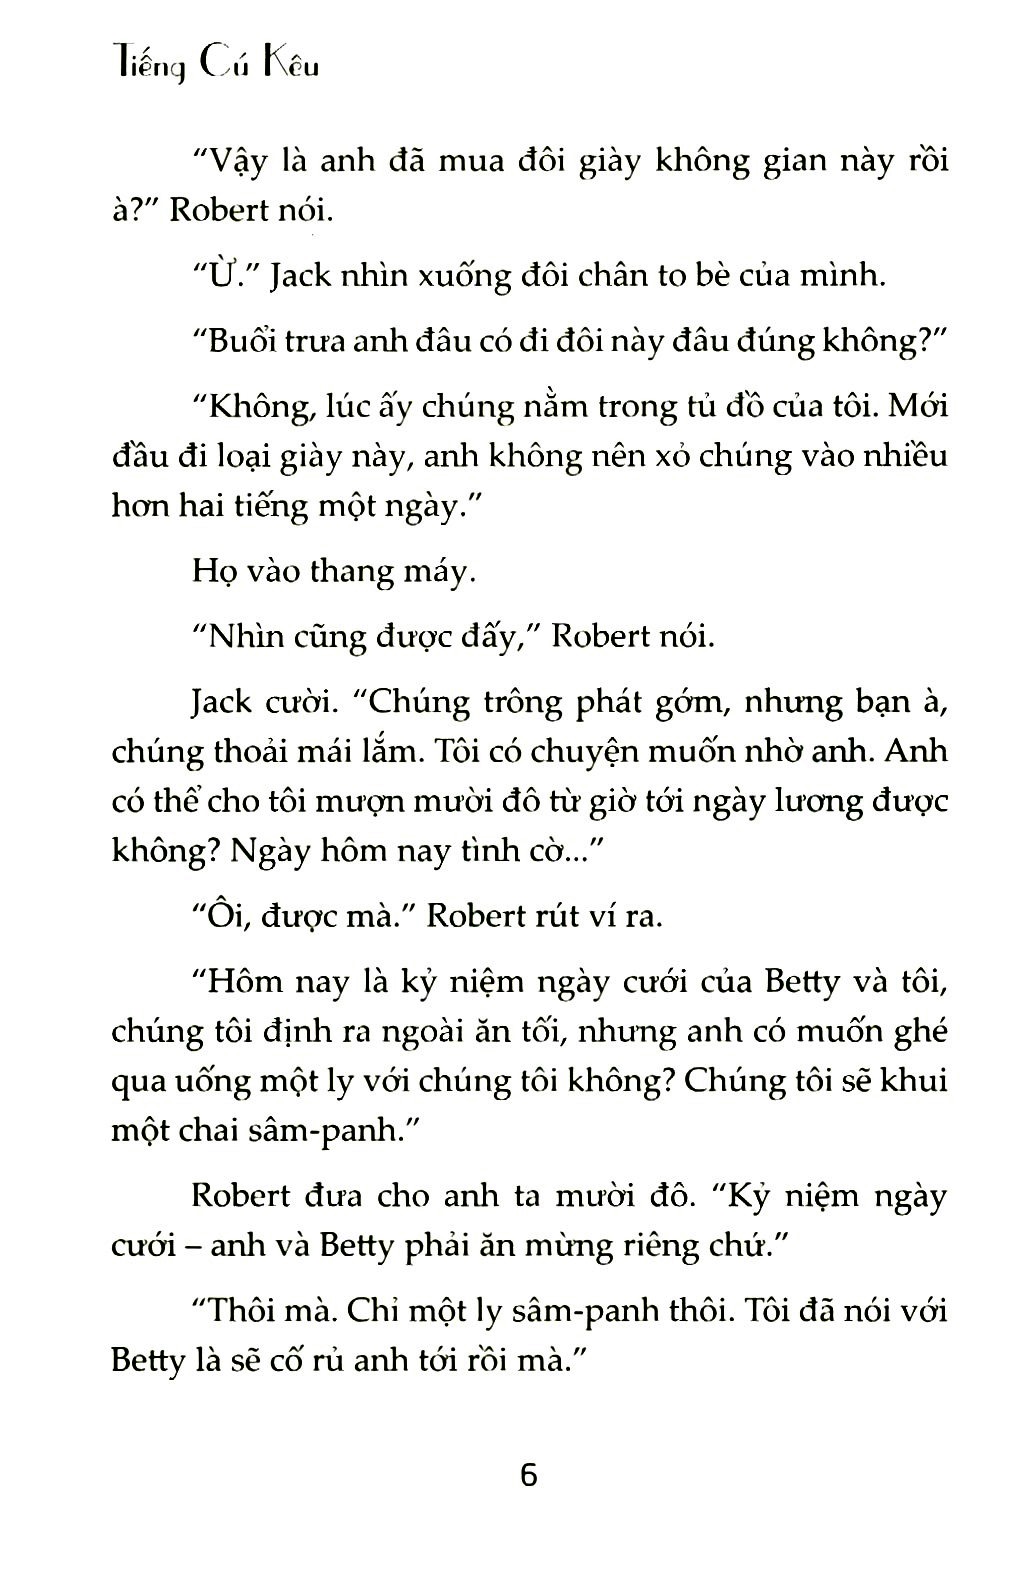 Tiếng Cú Kêu
“Vậy là anh đã mua đôi giày không gian này rồi
à?” Robert nói.
“Ừ.” Jack nhìn xuống đôi chân to bè của mình.
“Buổi trưa anh đâu có đi đôi này đâu đúng không?”
“Không, lúc ấy chúng nằm trong tủ đồ của tôi. Mới
đầu đi loại giày này, anh không nên xỏ chúng vào nhiều
hơn hai tiếng một ngày.”
Họ vào thang máy.
“Nhìn cũng được đấy,” Robert nói.
Jack cười. “Chúng trông phát gớm, nhưng bạn à,
chúng thoải mái lắm. Tôi có chuyện muốn nhờ anh. Anh
có thể cho tôi mượn mười đô từ giờ tới ngày lương được
không? Ngày hôm nay tình cờ...”
“Ôi, được mà.” Robert rút ví ra.
“Hôm nay là kỷ niệm ngày cưới của Betty và tôi,
chúng tôi định ra ngoài ăn tối, nhưng anh có muốn ghé
qua uống một ly với chúng tôi không? Chúng tôi sẽ khui
một chai sâm-panh.”
Robert đưa cho anh ta mười đô. “Kỷ niệm ngày
cưới – anh và Betty phải ăn mừng riêng chứ.”
“Thôi mà. Chỉ một ly sâm-panh thôi. Tôi đã nói với
Betty là sẽ cố rủ anh tới rồi mà.”
6